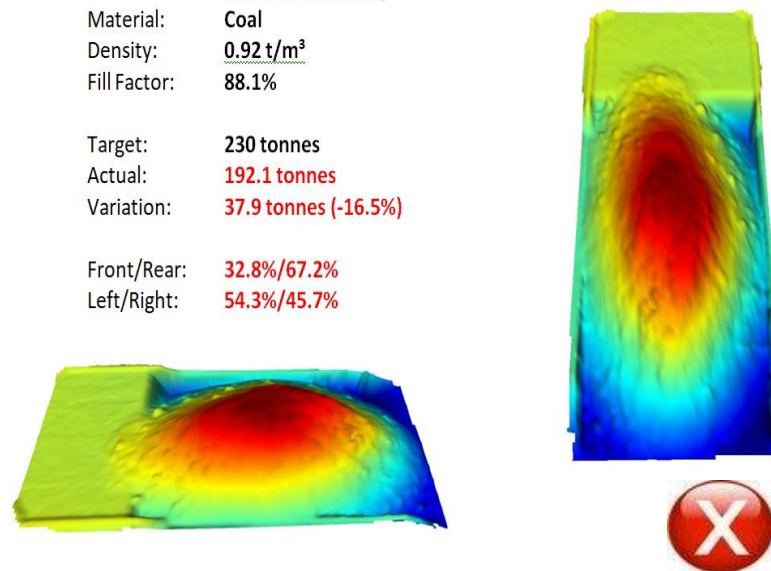 Material: Coal
Density: 0.92 t/m³
Fill Factor: 88.1%
Target: 230 tonnes
Actual: 192.1 tonnes
Variation: 37.9 tonnes (-16.5%)
Front/Rear: 32.8%/67.2%
Left/Right: 54.3%/45.7%
X